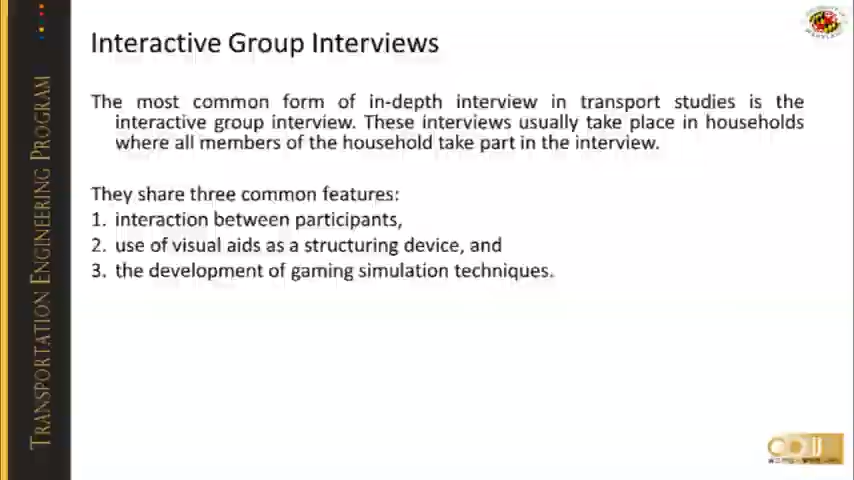 Interactive Group Interviews
The most common form of in-depth interview in transport studies is the
interactive group interview. These interviews usually take place in households
where all members of the household take part in the interview.
They share three common features:
1. interaction between participants,
2. use of visual aids as a structuring device, and
3. the development of gaming simulation techniques.
TRANSPORTATION ENGINEERING PROGRAM